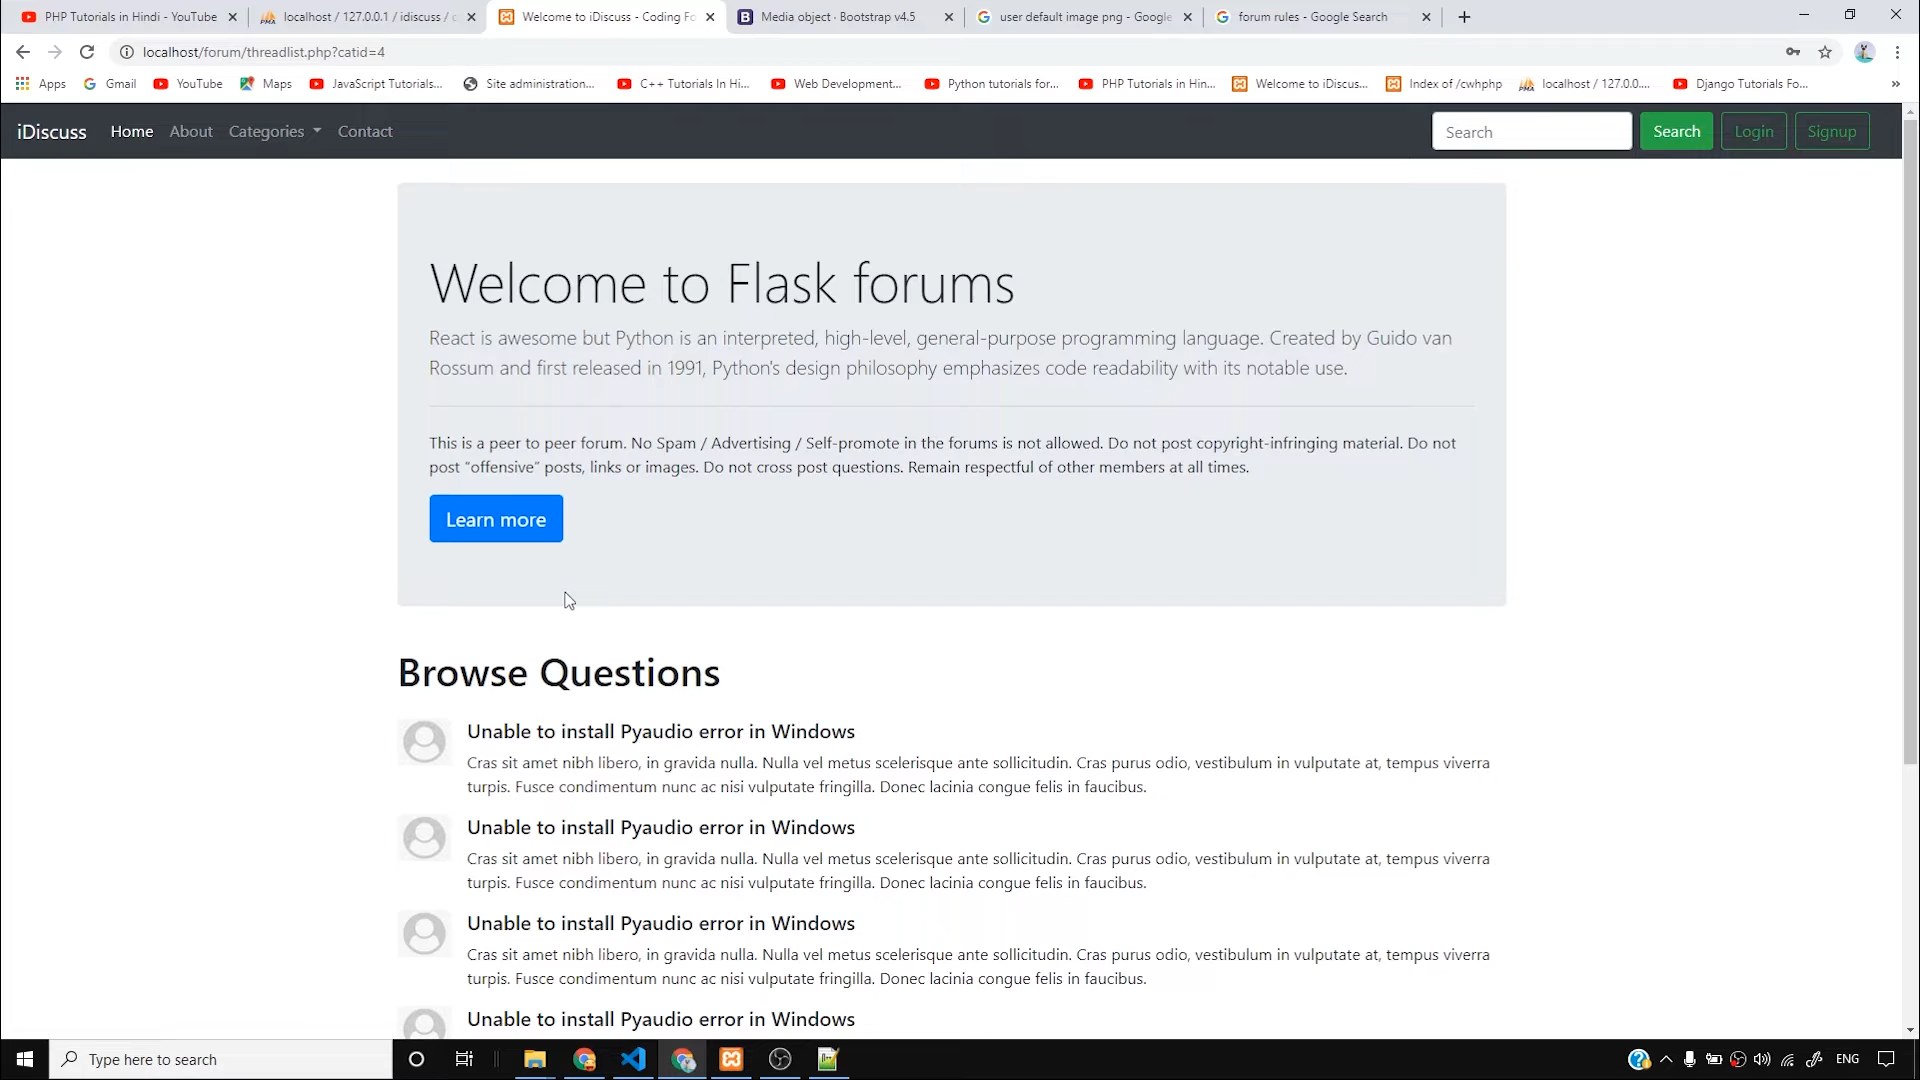 PHP Tutorials in Hindi - YouTube
localhost / 127.0.0.1 / idiscuss /
Welcome to iDiscuss - Coding Fo
Media object · Bootstrap v4.5
user default image png - Google
forum rules - Google Search
localhost/forum/threadlist.php?catid=4
Apps Gmail YouTube Maps JavaScript Tutorials... Site administration... C++ Tutorials In Hi... Web Development... Python tutorials for... PHP Tutorials in Hin... Welcome to iDiscus... Index of /cwhphp localhost / 127.0.0.... Django Tutorials Fo... »
iDiscuss Home About Categories Contact Search Search Login Signup
Welcome to Flask forums
React is awesome but Python is an interpreted, high-level, general-purpose programming language. Created by Guido van
Rossum and first released in 1991, Python's design philosophy emphasizes code readability with its notable use.
This is a peer to peer forum. No Spam / Advertising / Self-promote in the forums is not allowed. Do not post copyright-infringing material. Do not
post “offensive” posts, links or images. Do not cross post questions. Remain respectful of other members at all times.
Learn more
Browse Questions
Unable to install Pyaudio error in Windows
Cras sit amet nibh libero, in gravida nulla. Nulla vel metus scelerisque ante sollicitudin. Cras purus odio, vestibulum in vulputate at, tempus viverra
turpis. Fusce condimentum nunc ac nisi vulputate fringilla. Donec lacinia congue felis in faucibus.
Unable to install Pyaudio error in Windows
Cras sit amet nibh libero, in gravida nulla. Nulla vel metus scelerisque ante sollicitudin. Cras purus odio, vestibulum in vulputate at, tempus viverra
turpis. Fusce condimentum nunc ac nisi vulputate fringilla. Donec lacinia congue felis in faucibus.
Unable to install Pyaudio error in Windows
Cras sit amet nibh libero, in gravida nulla. Nulla vel metus scelerisque ante sollicitudin. Cras purus odio, vestibulum in vulputate at, tempus viverra
turpis. Fusce condimentum nunc ac nisi vulputate fringilla. Donec lacinia congue felis in faucibus.
Unable to install Pyaudio error in Windows
Type here to search
ENG